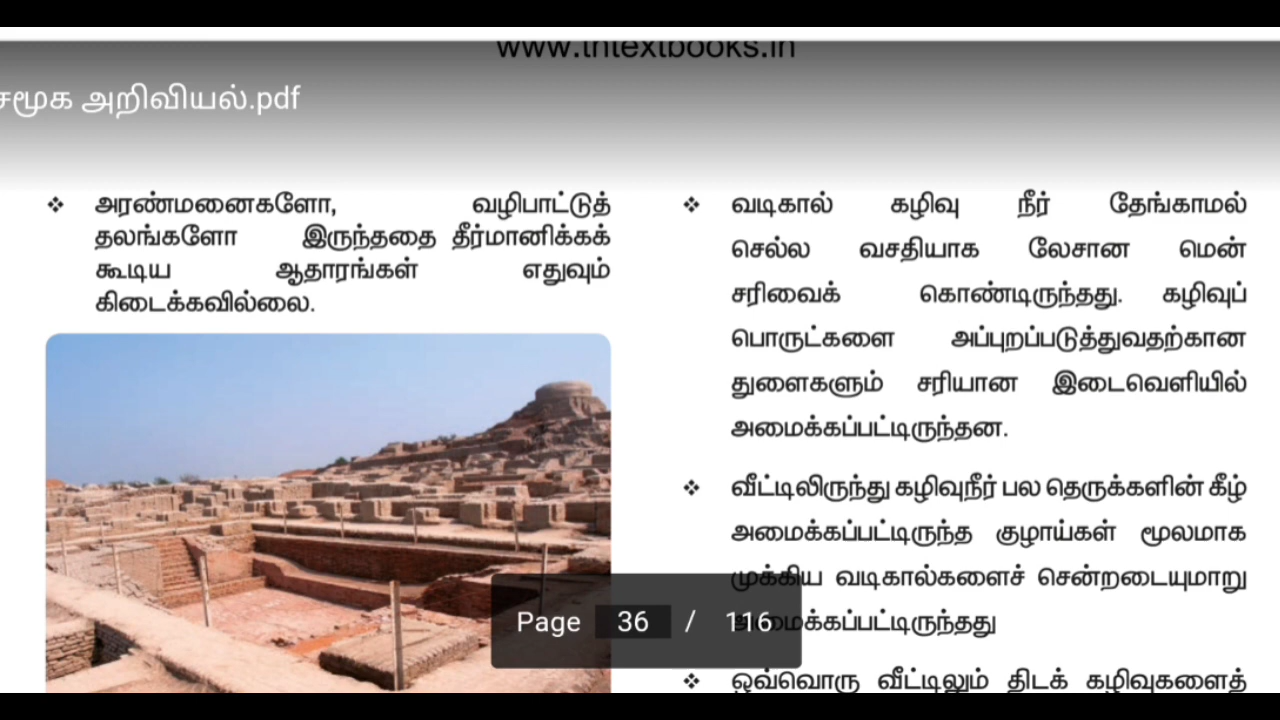 www.tntextbooks.in
சமூக அறிவியல்.pdf
❖ அரண்மனைகளோ, வழிபாட்டுத்
தலங்களோ இருந்ததை தீர்மானிக்கக்
கூடிய ஆதாரங்கள் எதுவும்
கிடைக்கவில்லை.
❖ வடிகால் கழிவு நீர் தேங்காமல்
செல்ல வசதியாக லேசான மென்
சரிவைக் கொண்டிருந்தது. கழிவுப்
பொருட்களை அப்புறப்படுத்துவதற்கான
துளைகளும் சரியான இடைவெளியில்
அமைக்கப்பட்டிருந்தன.
❖ வீட்டிலிருந்து கழிவுநீர் பல தெருக்களின் கீழ்
அமைக்கப்பட்டிருந்த குழாய்கள் மூலமாக
முக்கிய வடிகால்களைச் சென்றடையுமாறு
அமைக்கப்பட்டிருந்தது
❖ ஒவ்வொரு வீட்டிலும் திடக் கழிவுகளைத்
Page 36 / 116